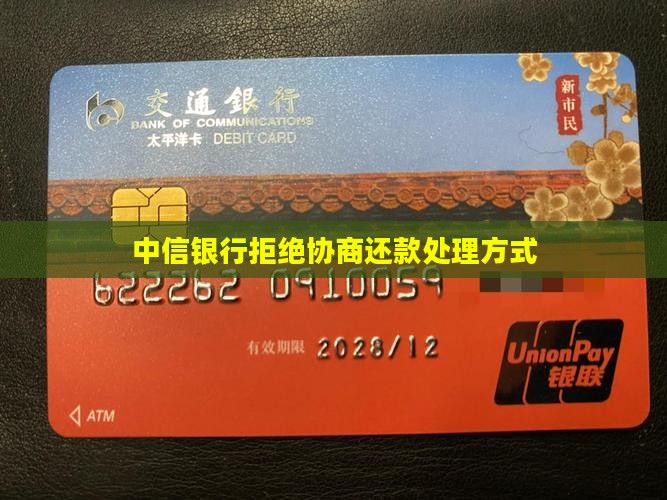 交通銀行
BANK OF COMMUNICATIONS
太平洋卡 DEBIT CARD
新市民
中信银行拒绝协商还款处理方式
622262 0910059
有效期限 2028/12
UnionPay
银联
ATM